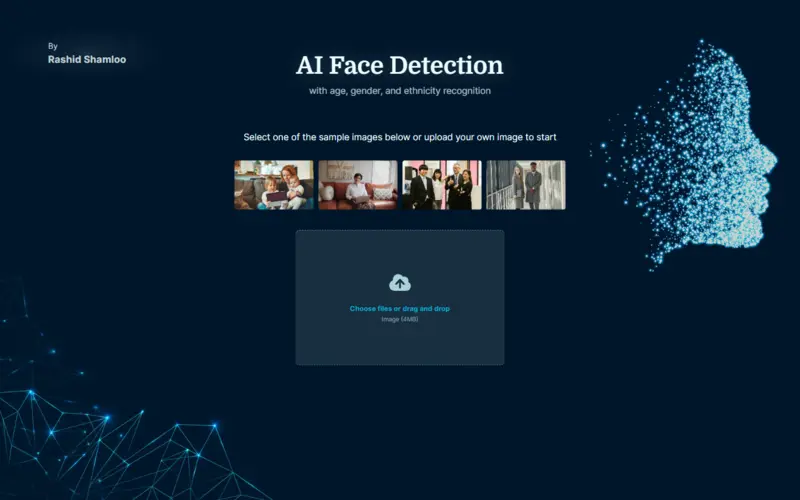 By
Rashid Shamloo
AI Face Detection
with age, gender, and ethnicity recognition
Select one of the sample images below or upload your own image to start
Choose files or drag and drop
Image (4MB)